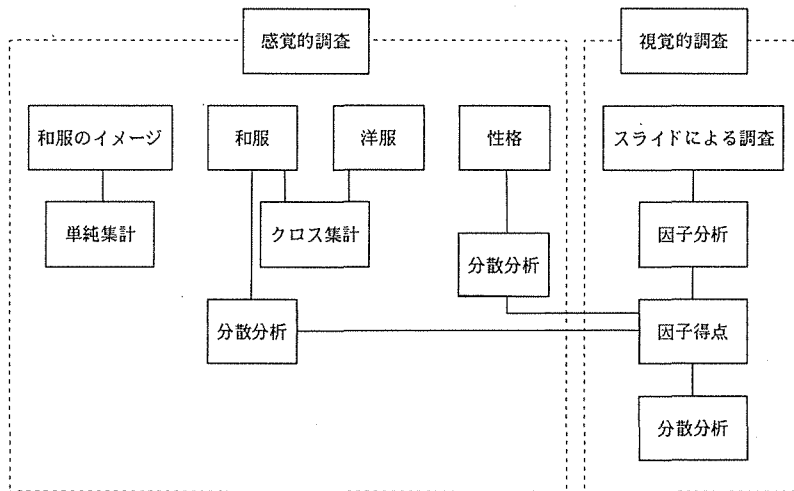 感覚的調査
視覚的調査
和服のイメージ
和服
洋服
性格
スライドによる調査
単純集計
クロス集計
因子分析
分散分析
分散分析
因子得点
分散分析